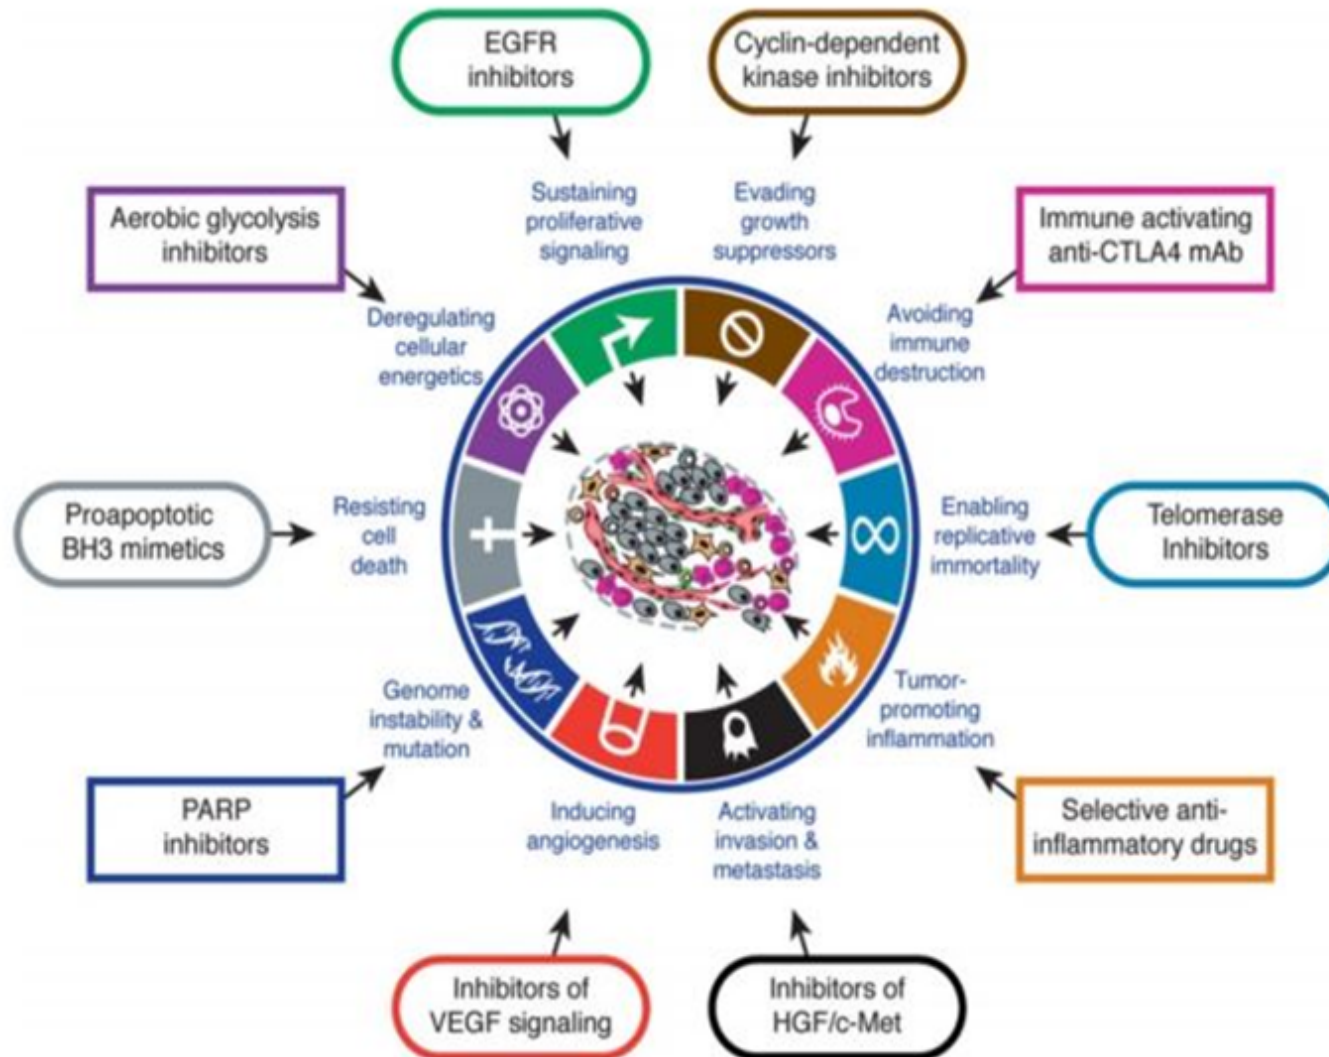 EGFR
inhibitors
Cyclin-dependent
kinase inhibitors
Aerobic glycolysis
inhibitors
Sustaining
proliferative
signaling
Evading
growth
suppressors
Immune activating
anti-CTLA4 mAb
Deregulating
cellular
energetics
Avoiding
immune
destruction
Proapoptotic
BH3 mimetics
Resisting
cell
death
Enabling
replicative
immortality
Telomerase
Inhibitors
Genome
instability &
mutation
Tumor-
promoting
inflammation
PARP
inhibitors
Inducing
angiogenesis
Activating
invasion &
metastasis
Selective anti-
inflammatory drugs
Inhibitors of
VEGF signaling
Inhibitors of
HGF/c-Met